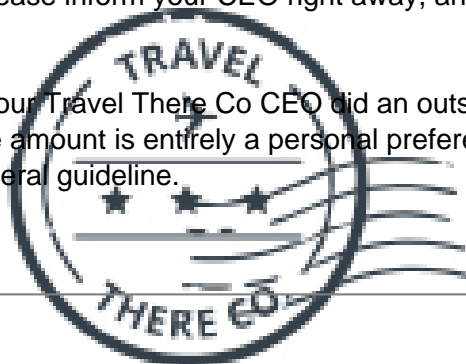 ease inform your CEO right away, an
TRAVEL
our Travel There Co CEO did an outs
e amount is entirely a personal prefere
eral guideline.
THERE CO.